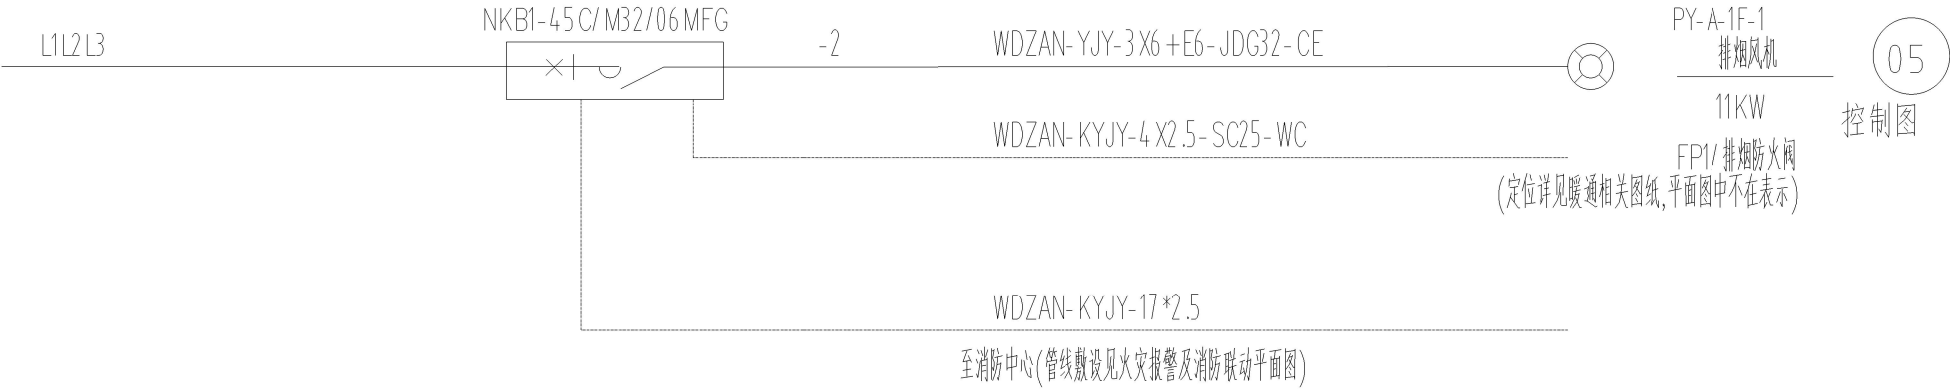 NKB1-45C/M32/06MFG
L1L2L3
-2
WDZAN-YJY-3X6+E6-JDG32-CE
PY-A-1F-1
排烟风机
05
11KW
控制图
WDZAN-KYJY-4X2.5-SC25-WC
FP1/排烟防火阀
(定位详见暖通相关图纸,平面图中不在表示)
WDZAN-KYJY-17*2.5
至消防中心(管线敷设见火灾报警及消防联动平面图)